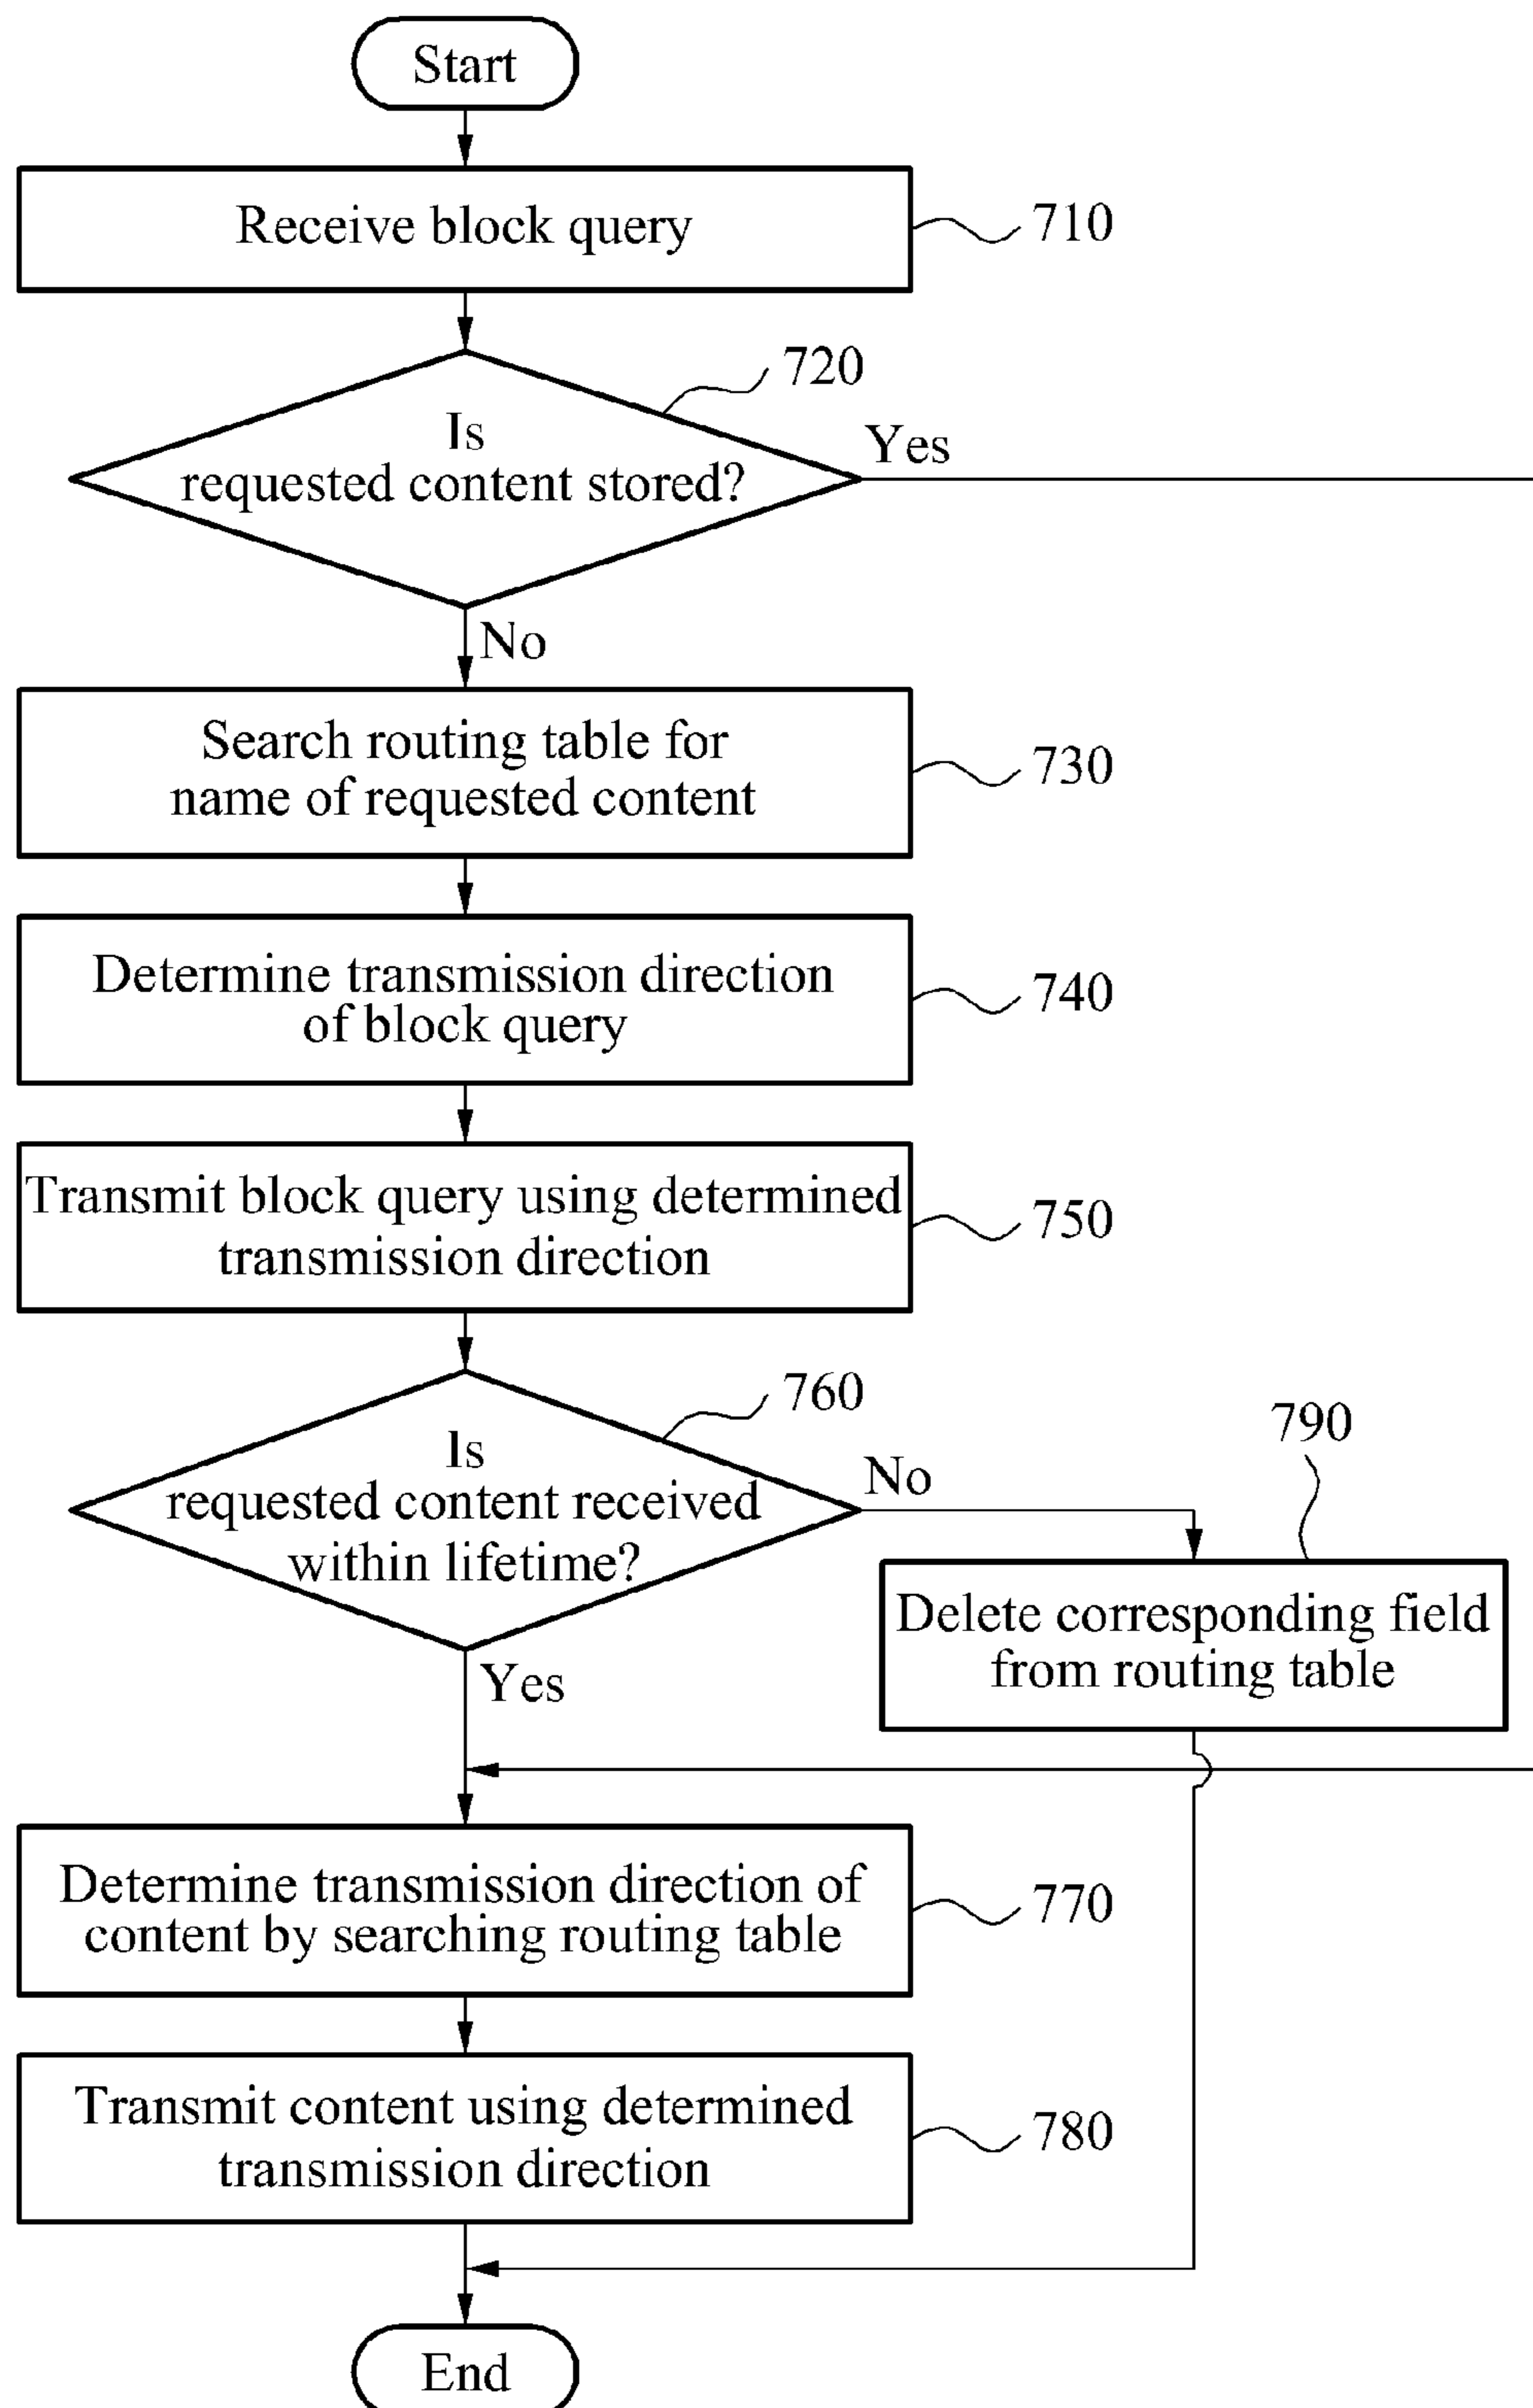 Start
Receive block query
710
720
Is
requested content stored?
Yes
No
Search routing table for
name of requested content
730
Determine transmission direction
of block query
740
Transmit block query using determined
transmission direction
750
760
Is
requested content received
within lifetime?
No
790
Delete corresponding field
from routing table
Yes
Determine transmission direction of
content by searching routing table
770
Transmit content using determined
transmission direction
780
End